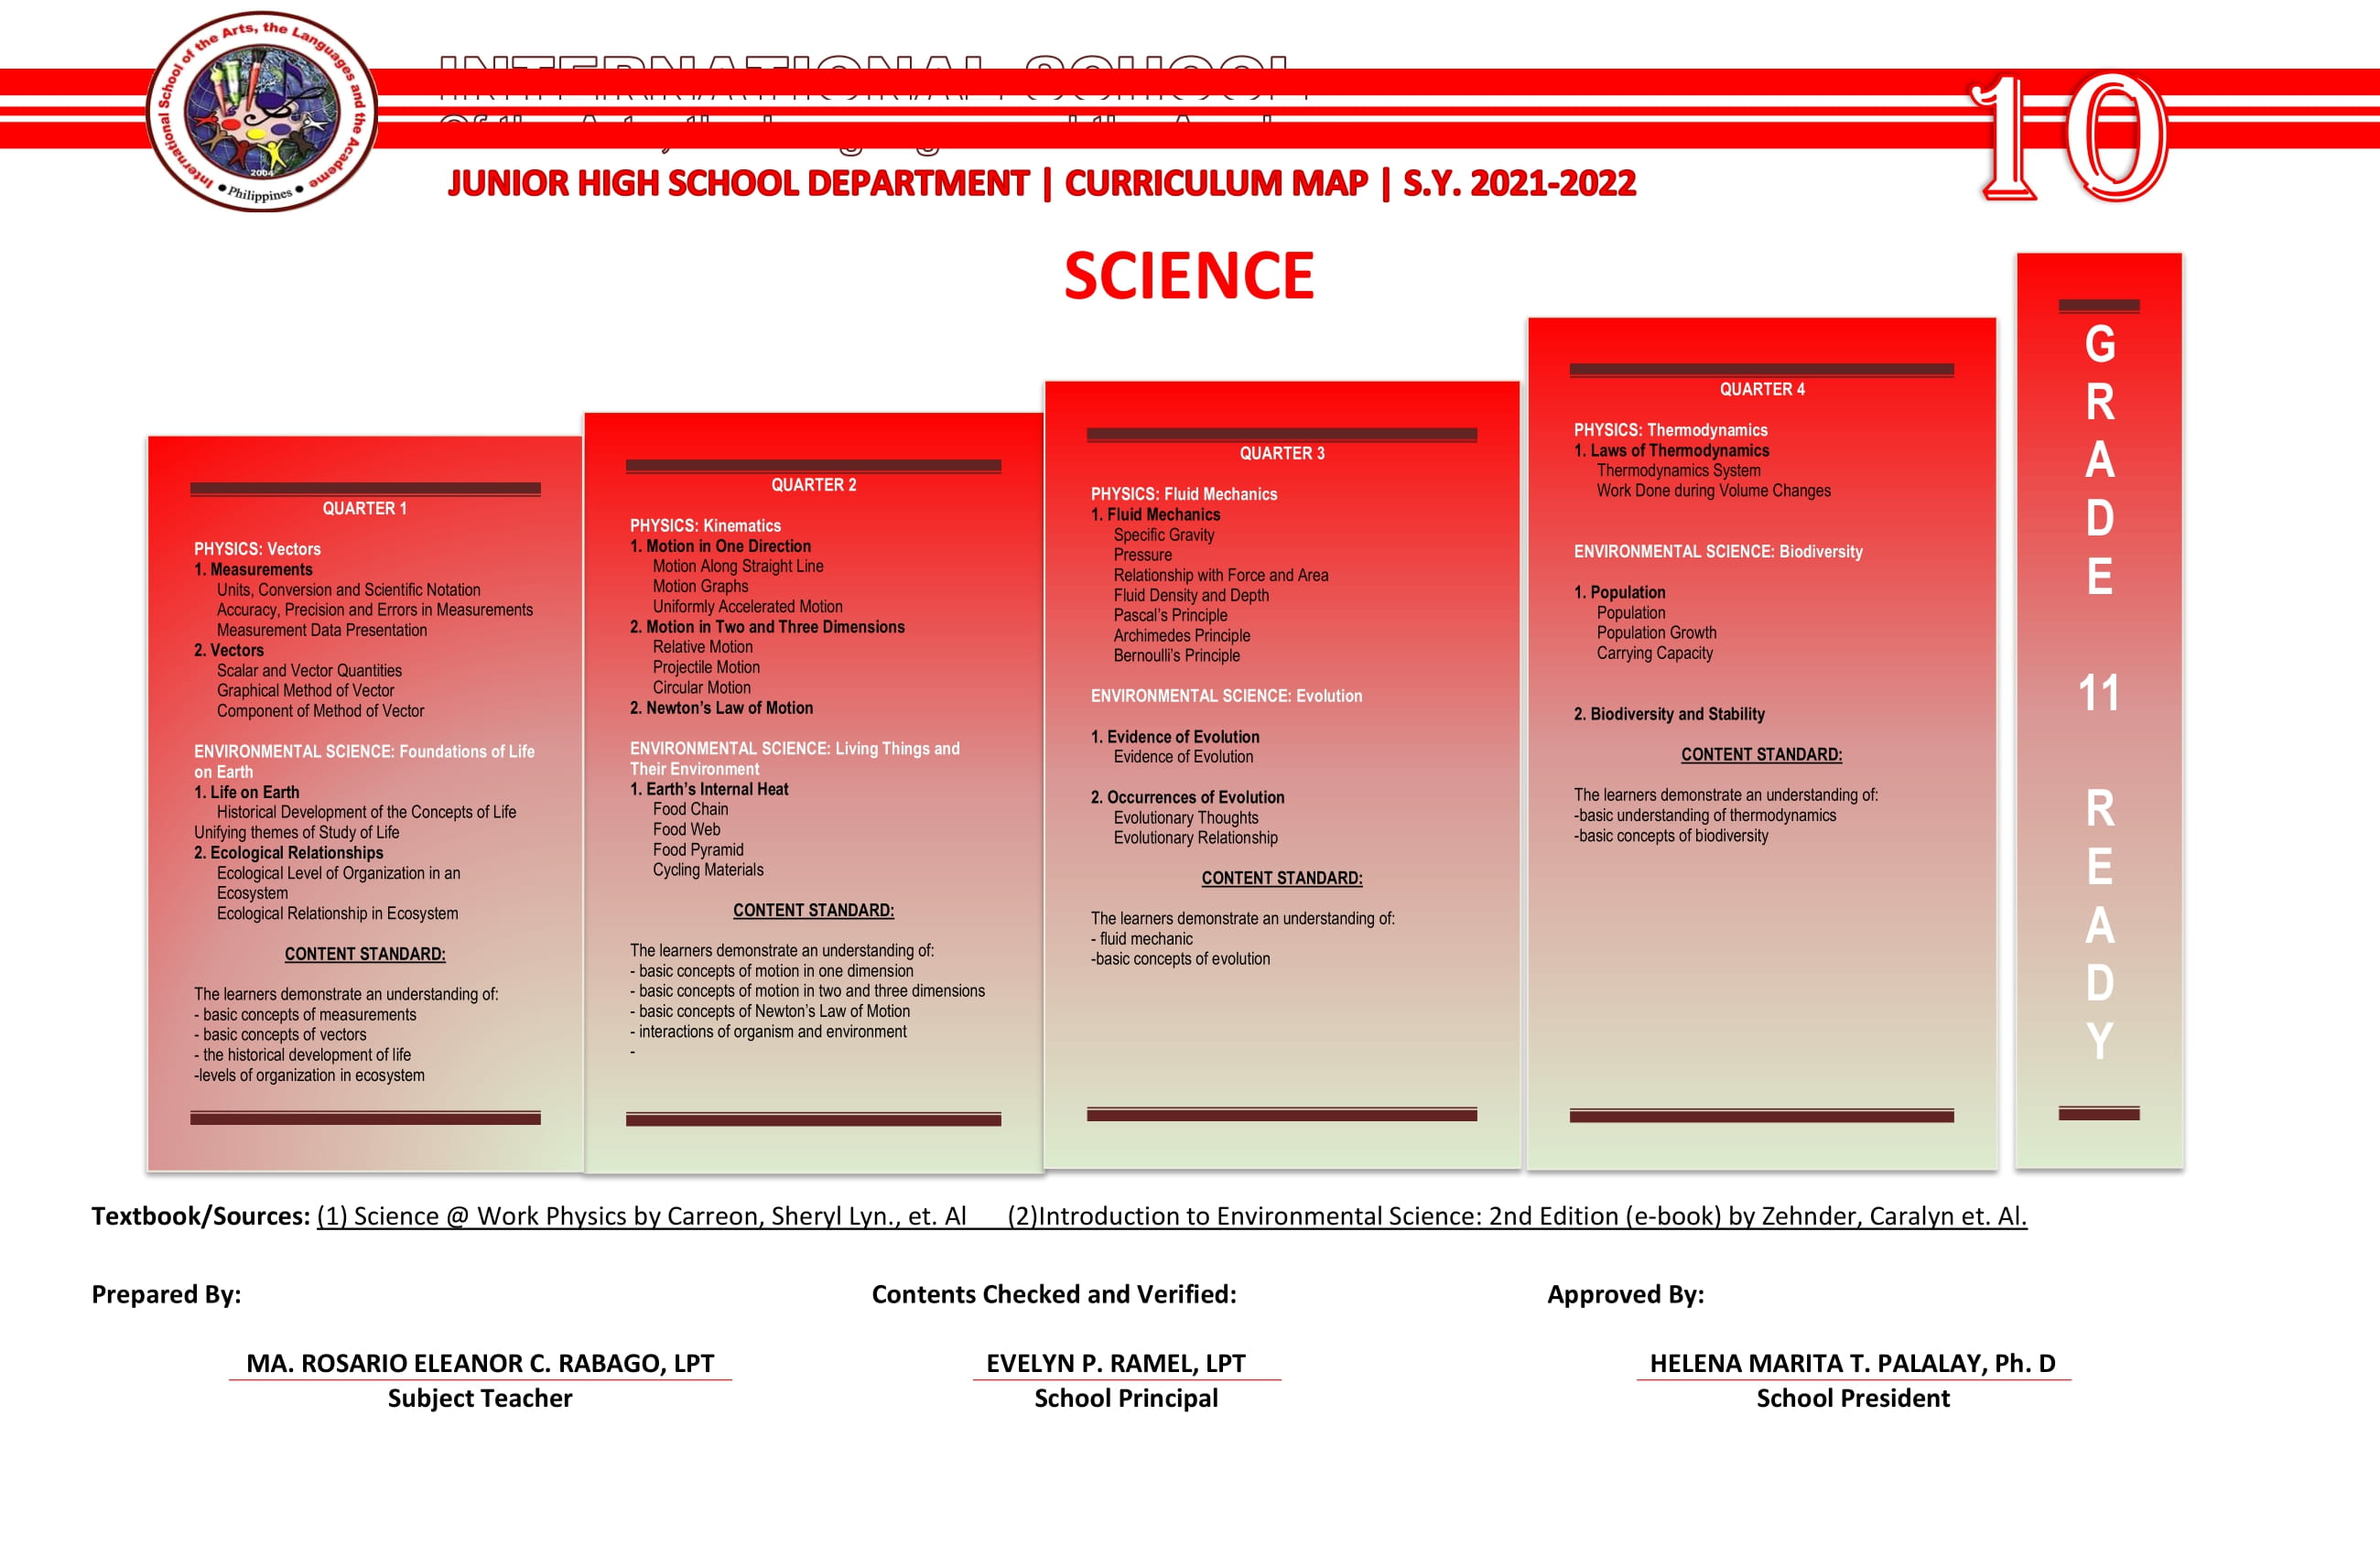 International School of the Arts, the Languages and the Academe
2004
• Philippines •
INTERNATIONAL SCHOOL
10
JUNIOR HIGH SCHOOL DEPARTMENT | CURRICULUM MAP | S.Y. 2021-2022
SCIENCE
QUARTER 1
PHYSICS: Vectors
1. Measurements
Units, Conversion and Scientific Notation
Accuracy, Precision and Errors in Measurements
Measurement Data Presentation
2. Vectors
Scalar and Vector Quantities
Graphical Method of Vector
Component of Method of Vector
ENVIRONMENTAL SCIENCE: Foundations of Life
on Earth
1. Life on Earth
Historical Development of the Concepts of Life
Unifying themes of Study of Life
2. Ecological Relationships
Ecological Level of Organization in an
Ecosystem
Ecological Relationship in Ecosystem
CONTENT STANDARD:
The learners demonstrate an understanding of:
- basic concepts of measurements
- basic concepts of vectors
- the historical development of life
-levels of organization in ecosystem
QUARTER 2
PHYSICS: Kinematics
1. Motion in One Direction
Motion Along Straight Line
Motion Graphs
Uniformly Accelerated Motion
2. Motion in Two and Three Dimensions
Relative Motion
Projectile Motion
Circular Motion
2. Newton's Law of Motion
ENVIRONMENTAL SCIENCE: Living Things and
Their Environment
1. Earth's Internal Heat
Food Chain
Food Web
Food Pyramid
Cycling Materials
CONTENT STANDARD:
The learners demonstrate an understanding of:
- basic concepts of motion in one dimension
- basic concepts of motion in two and three dimensions
- basic concepts of Newton's Law of Motion
- interactions of organism and environment
-
QUARTER 3
PHYSICS: Fluid Mechanics
1. Fluid Mechanics
Specific Gravity
Pressure
Relationship with Force and Area
Fluid Density and Depth
Pascal's Principle
Archimedes Principle
Bernoulli's Principle
ENVIRONMENTAL SCIENCE: Evolution
1. Evidence of Evolution
Evidence of Evolution
2. Occurrences of Evolution
Evolutionary Thoughts
Evolutionary Relationship
CONTENT STANDARD:
The learners demonstrate an understanding of:
- fluid mechanic
-basic concepts of evolution
QUARTER 4
PHYSICS: Thermodynamics
1. Laws of Thermodynamics
Thermodynamics System
Work Done during Volume Changes
ENVIRONMENTAL SCIENCE: Biodiversity
1. Population
Population
Population Growth
Carrying Capacity
2. Biodiversity and Stability
CONTENT STANDARD:
The learners demonstrate an understanding of:
-basic understanding of thermodynamics
-basic concepts of biodiversity
GRADE 11 READY
Textbook/Sources: (1) Science @ Work Physics by Carreon, Sheryl Lyn., et. Al (2)Introduction to Environmental Science: 2nd Edition (e-book) by Zehnder, Caralyn et. Al.
Prepared By: Contents Checked and Verified: Approved By:
MA. ROSARIO ELEANOR C. RABAGO, LPT EVELYN P. RAMEL, LPT HELENA MARITA T. PALALAY, Ph. D
Subject Teacher School Principal School President